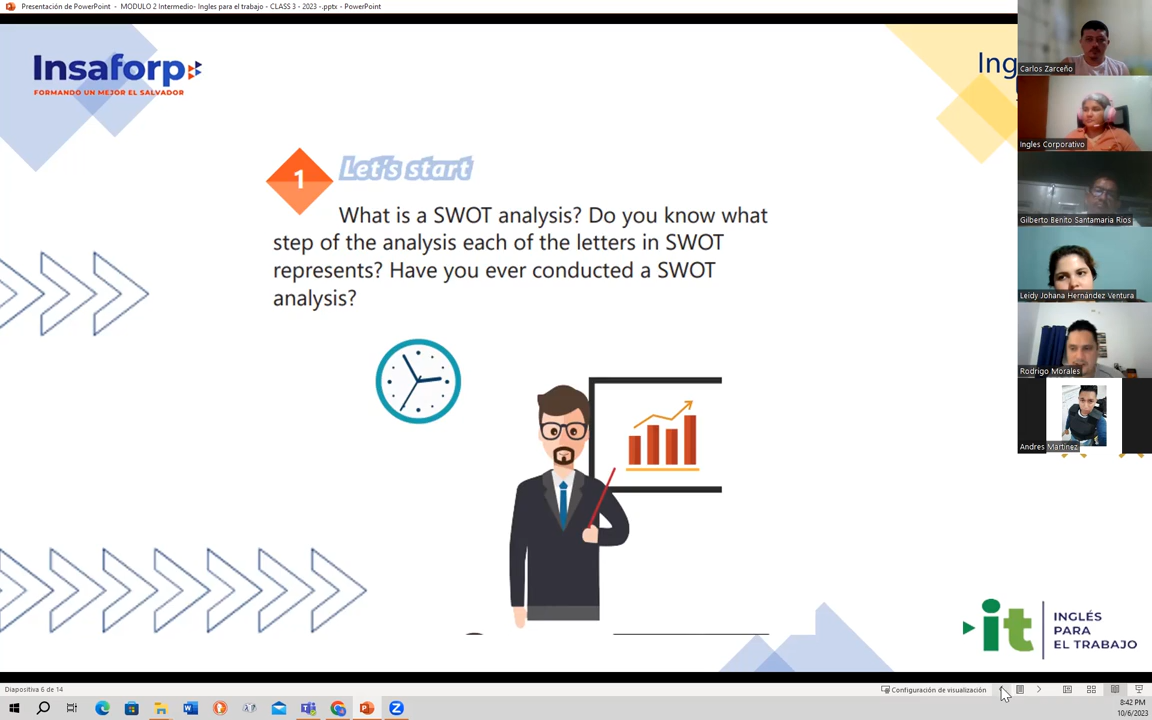 Presentación de PowerPoint - MODULO 2 Intermedio- Ingles para el trabajo - CLASS 3 - 2023 -.pptx - PowerPoint
Insaforp
FORMANDO UN MEJOR EL SALVADOR
Ing
1
Let's start
What is a SWOT analysis? Do you know what
step of the analysis each of the letters in SWOT
represents? Have you ever conducted a SWOT
analysis?
Carlos Zarceño
Ingles Corporativo
Gilberto Benito Santamaria Rios
Leidy Johana Hernández Ventura
Rodrigo Morales
Andres Martinez
it
INGLÉS
PARA
EL TRABAJO
Diapositiva 6 de 14
Configuración de visualización
8:42 PM
10/6/2023